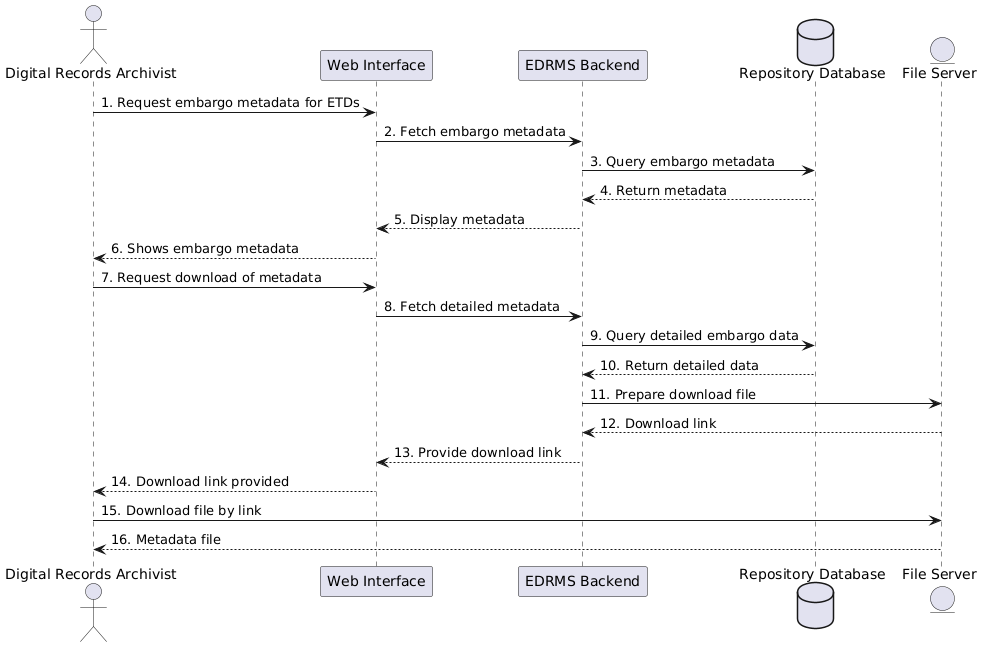 Digital Records Archivist
Web Interface
EDRMS Backend
Repository Database
File Server
1. Request embargo metadata for ETDs
2. Fetch embargo metadata
3. Query embargo metadata
4. Return metadata
5. Display metadata
6. Shows embargo metadata
7. Request download of metadata
8. Fetch detailed metadata
9. Query detailed embargo data
10. Return detailed data
11. Prepare download file
12. Download link
13. Provide download link
14. Download link provided
15. Download file by link
16. Metadata file
Digital Records Archivist
Web Interface
EDRMS Backend
Repository Database
File Server